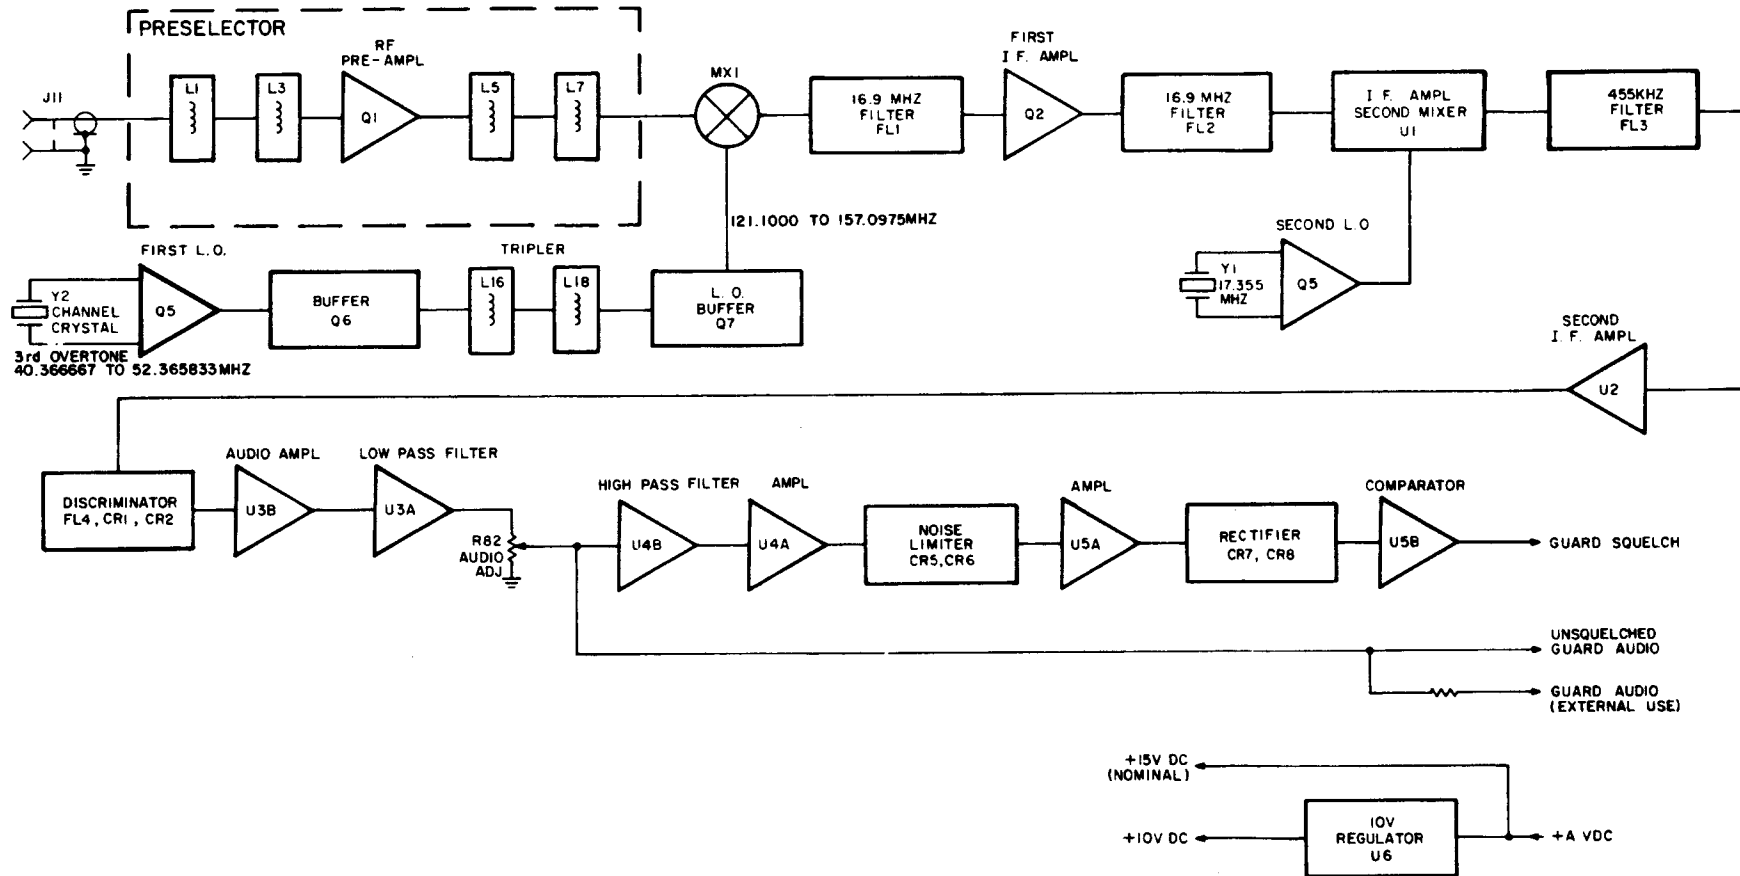 PRESELECTOR
RF
PRE-AMPL
J11
L1
L3
Q1
L5
L7
MX1
16.9 MHZ
FILTER
FL1
FIRST
I F. AMPL
Q2
16.9 MHZ
FILTER
FL2
I. F. AMPL
SECOND MIXER
U1
455KHZ
FILTER
FL3
121.1000 TO 157.0975MHZ
FIRST L.O.
Y2
CHANNEL
CRYSTAL
Q5
3rd OVERTONE
40.366667 TO 52.365833MHZ
BUFFER
Q6
TRIPLER
L16
L18
L. O.
BUFFER
Q7
SECOND L.O
Y1
17.355
MHZ
Q5
SECOND
I. F. AMPL
U2
DISCRIMINATOR
FL4, CR1, CR2
AUDIO AMPL
U3B
LOW PASS FILTER
U3A
R82
AUDIO
ADJ
HIGH PASS FILTER
U4B
AMPL
U4A
NOISE
LIMITER
CR5,CR6
AMPL
U5A
RECTIFIER
CR7, CR8
COMPARATOR
U5B
GUARD SQUELCH
UNSQUELCHED
GUARD AUDIO
GUARD AUDIO
(EXTERNAL USE)
+15V DC
(NOMINAL)
+10V DC
10V
REGULATOR
U6
+A VDC